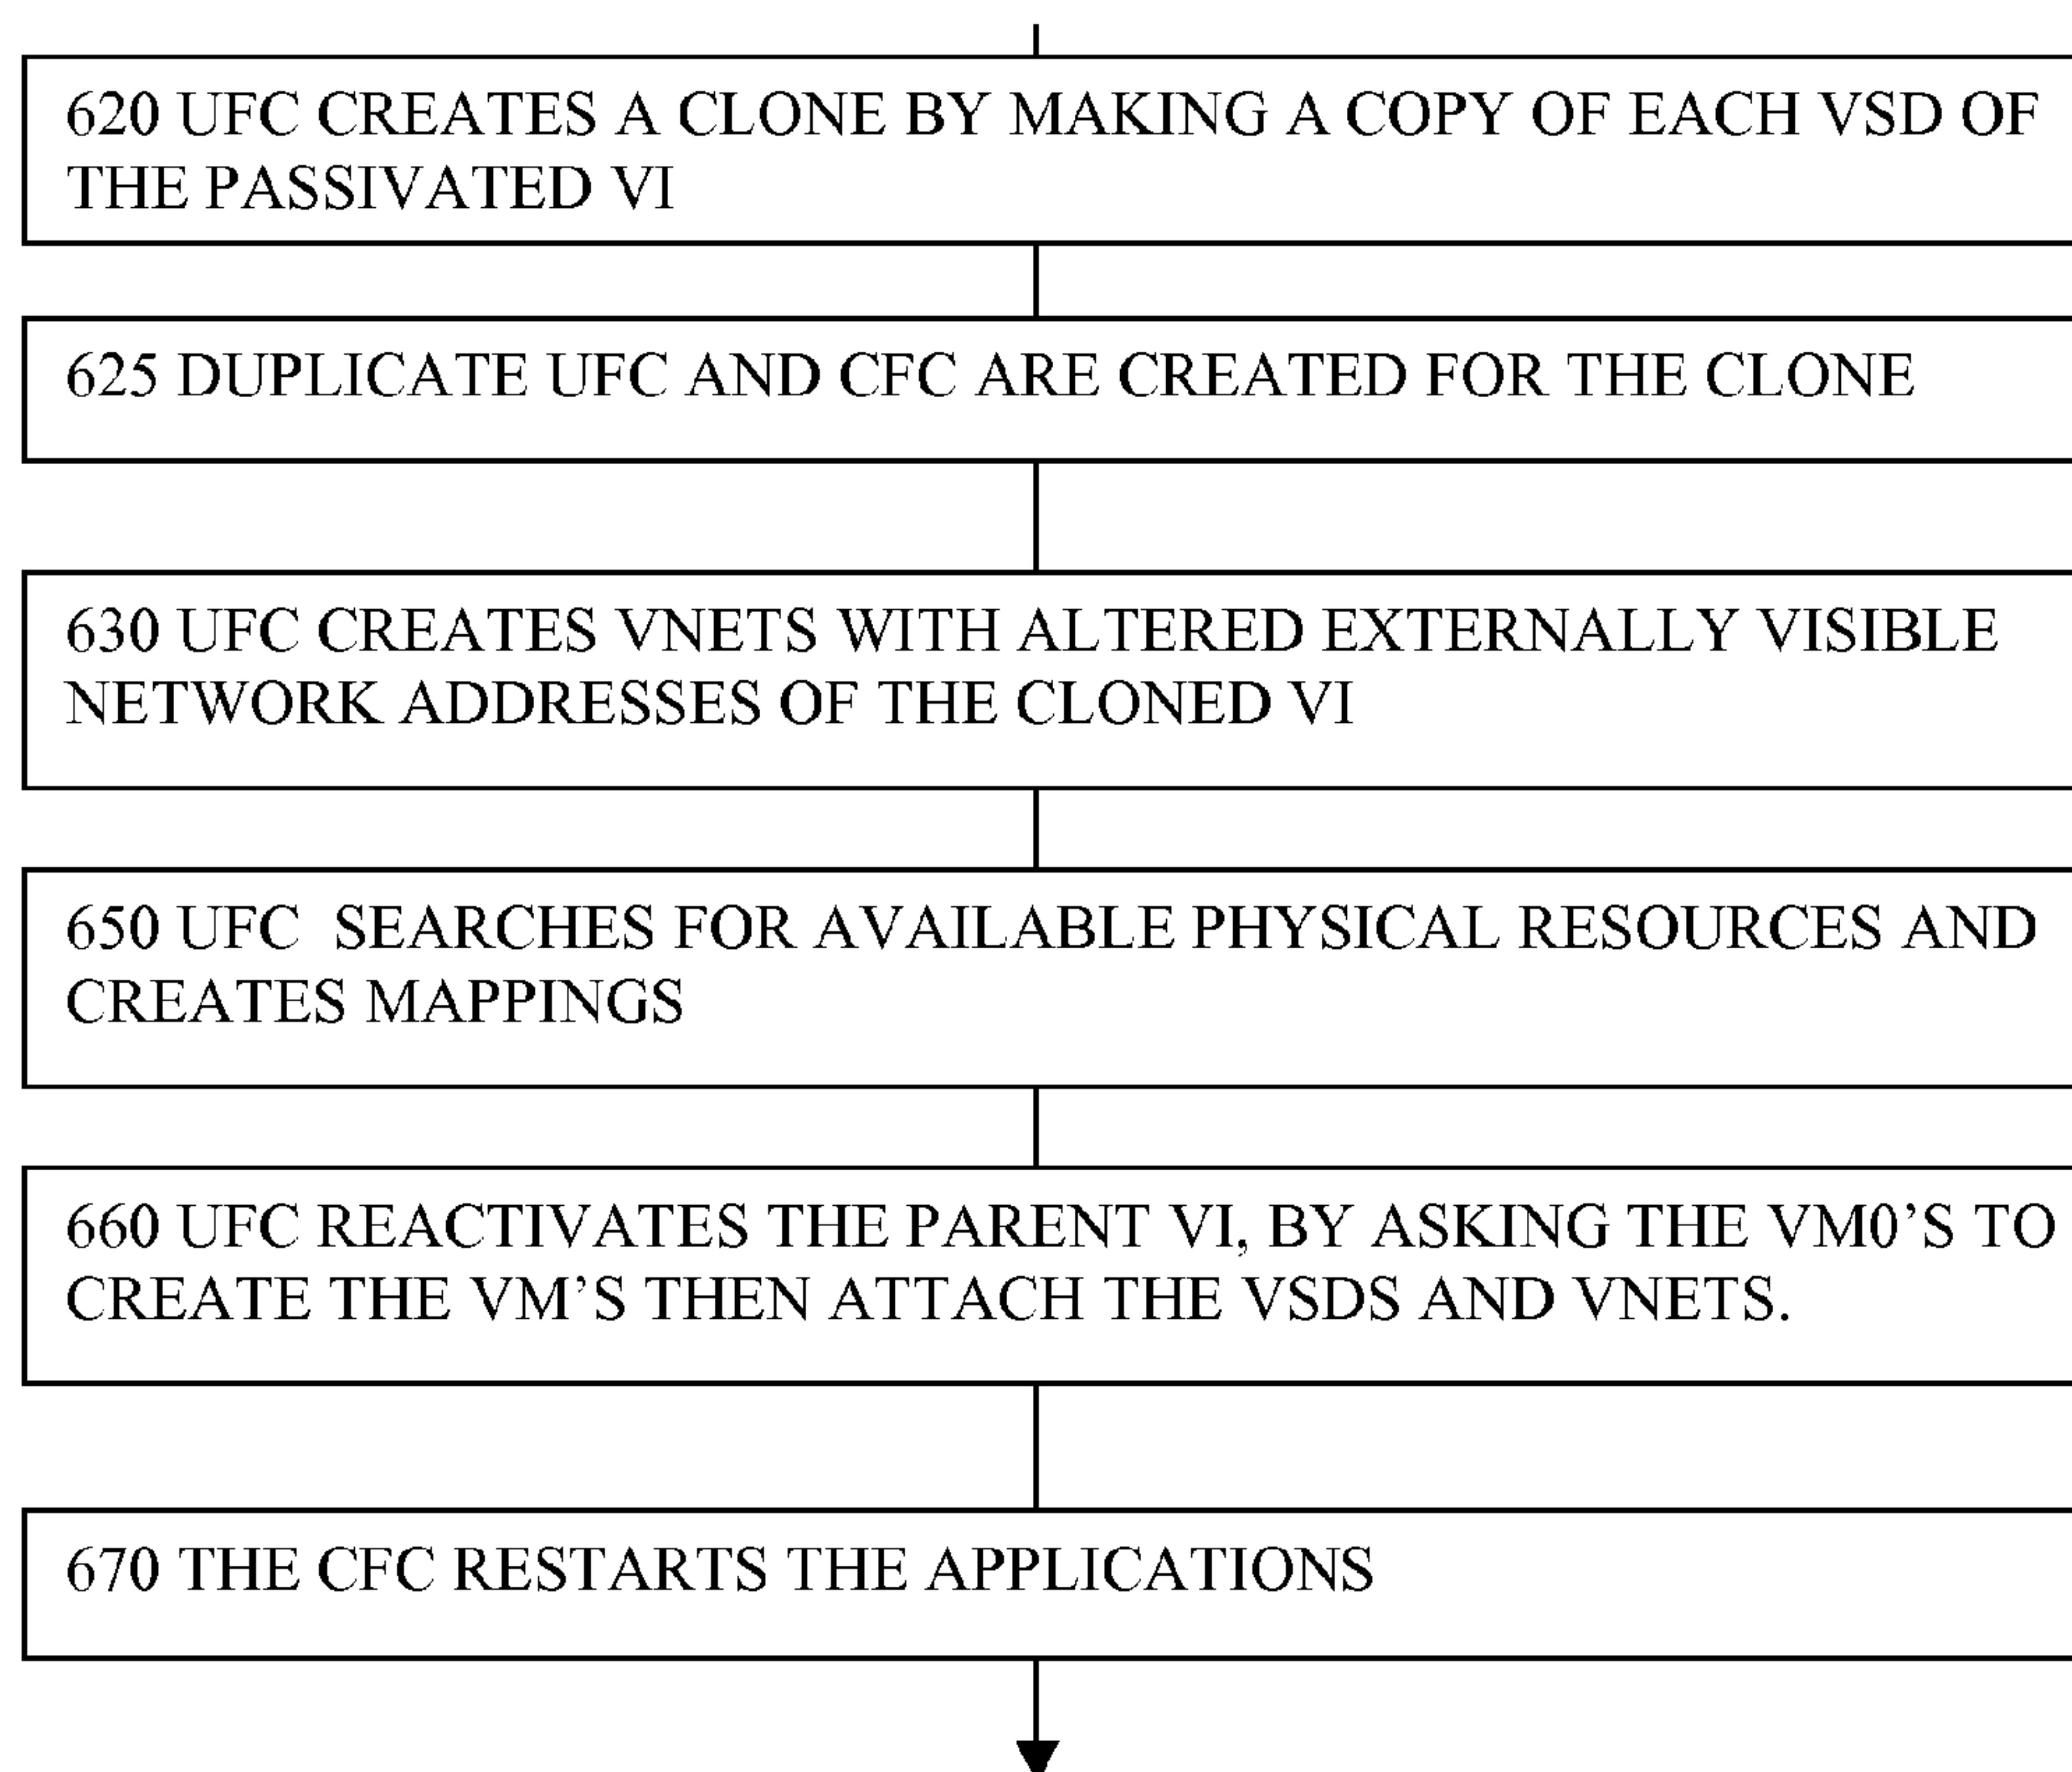 620 UFC CREATES A CLONE BY MAKING A COPY OF EACH VSD OF
THE PASSIVATED VI
625 DUPLICATE UFC AND CFC ARE CREATED FOR THE CLONE
630 UFC CREATES VNETS WITH ALTERED EXTERNALLY VISIBLE
NETWORK ADDRESSES OF THE CLONED VI
650 UFC  SEARCHES FOR AVAILABLE PHYSICAL RESOURCES AND
CREATES MAPPINGS
660 UFC REACTIVATES THE PARENT VI, BY ASKING THE VM0’S TO
CREATE THE VM’S THEN ATTACH THE VSDS AND VNETS.
670 THE CFC RESTARTS THE APPLICATIONS